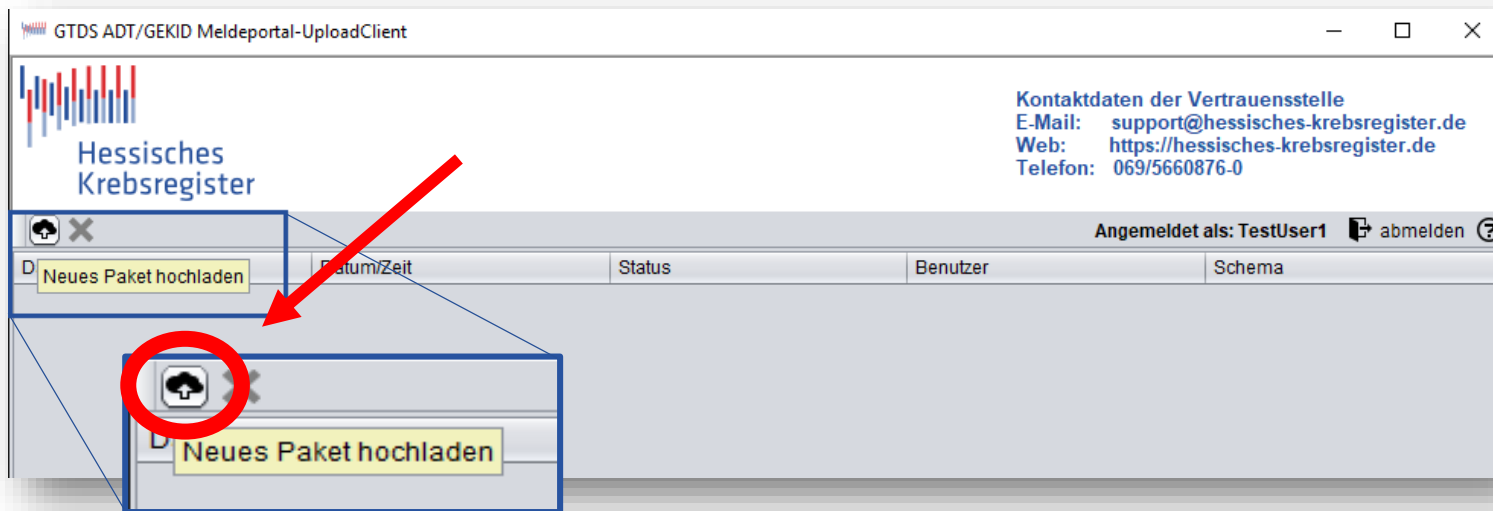 GTDS ADT/GEKID Meldeportal-UploadClient
Hessisches
Krebsregister
Kontaktdaten der Vertrauensstelle
E-Mail: support@hessisches-krebsregister.de
Web: https://hessisches-krebsregister.de
Telefon: 069/5660876-0
Angemeldet als: TestUser1 abmelden
D Neues Paket hochladen Datum/Zeit Status Benutzer Schema
D Neues Paket hochladen